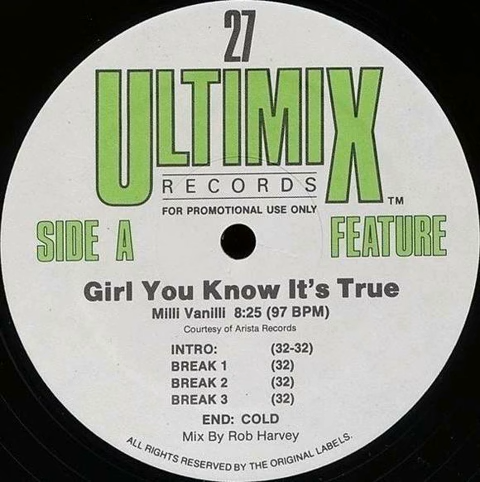 27
ULTIMIX
RECORDS
TM
FOR PROMOTIONAL USE ONLY
SIDE A
FEATURE
Girl You Know It's True
Milli Vanilli 8:25 (97 BPM)
Courtesy of Arista Records
INTRO: (32-32)
BREAK 1 (32)
BREAK 2 (32)
BREAK 3 (32)
END: COLD
Mix By Rob Harvey
ALL RIGHTS RESERVED BY THE ORIGINAL LABELS.